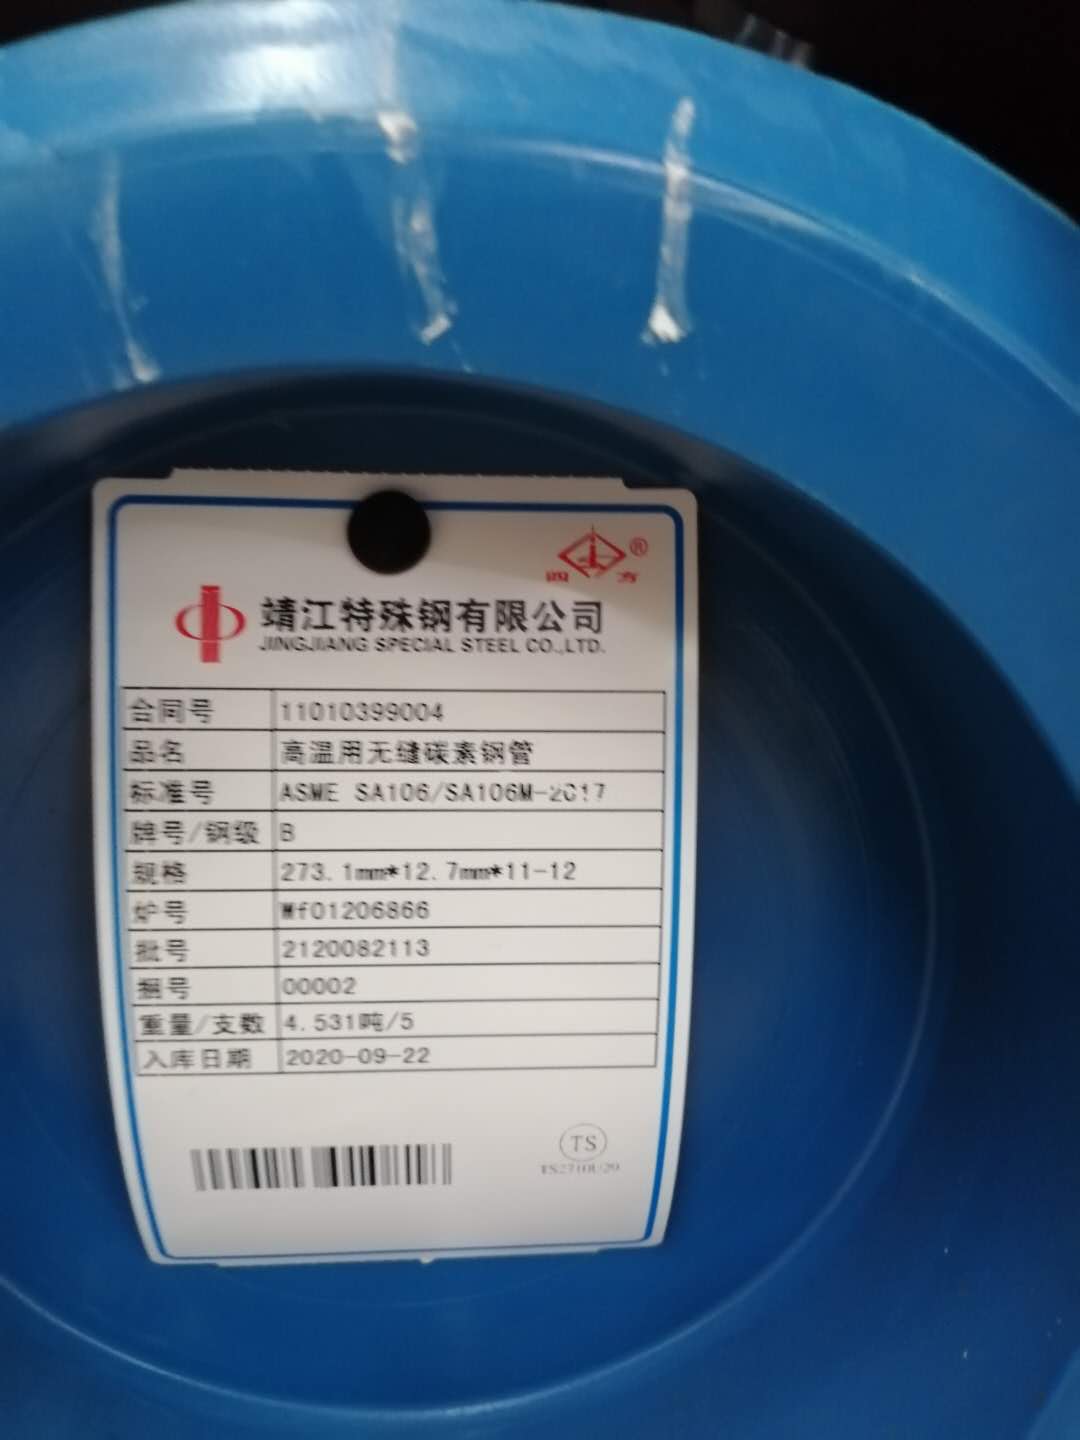 四方®
靖江特殊钢有限公司
JINGJIANG SPECIAL STEEL CO.,LTD.
合同号 11010399004
品名 高温用无缝碳素钢管
标准号 ASME SA106/SA106M-2017
牌号/钢级 B
规格 273.1mm*12.7mm*11-12
炉号 Wf01206866
批号 2120082113
捆号 00002
重量/支数 4.531吨/5
入库日期 2020-09-22
TS